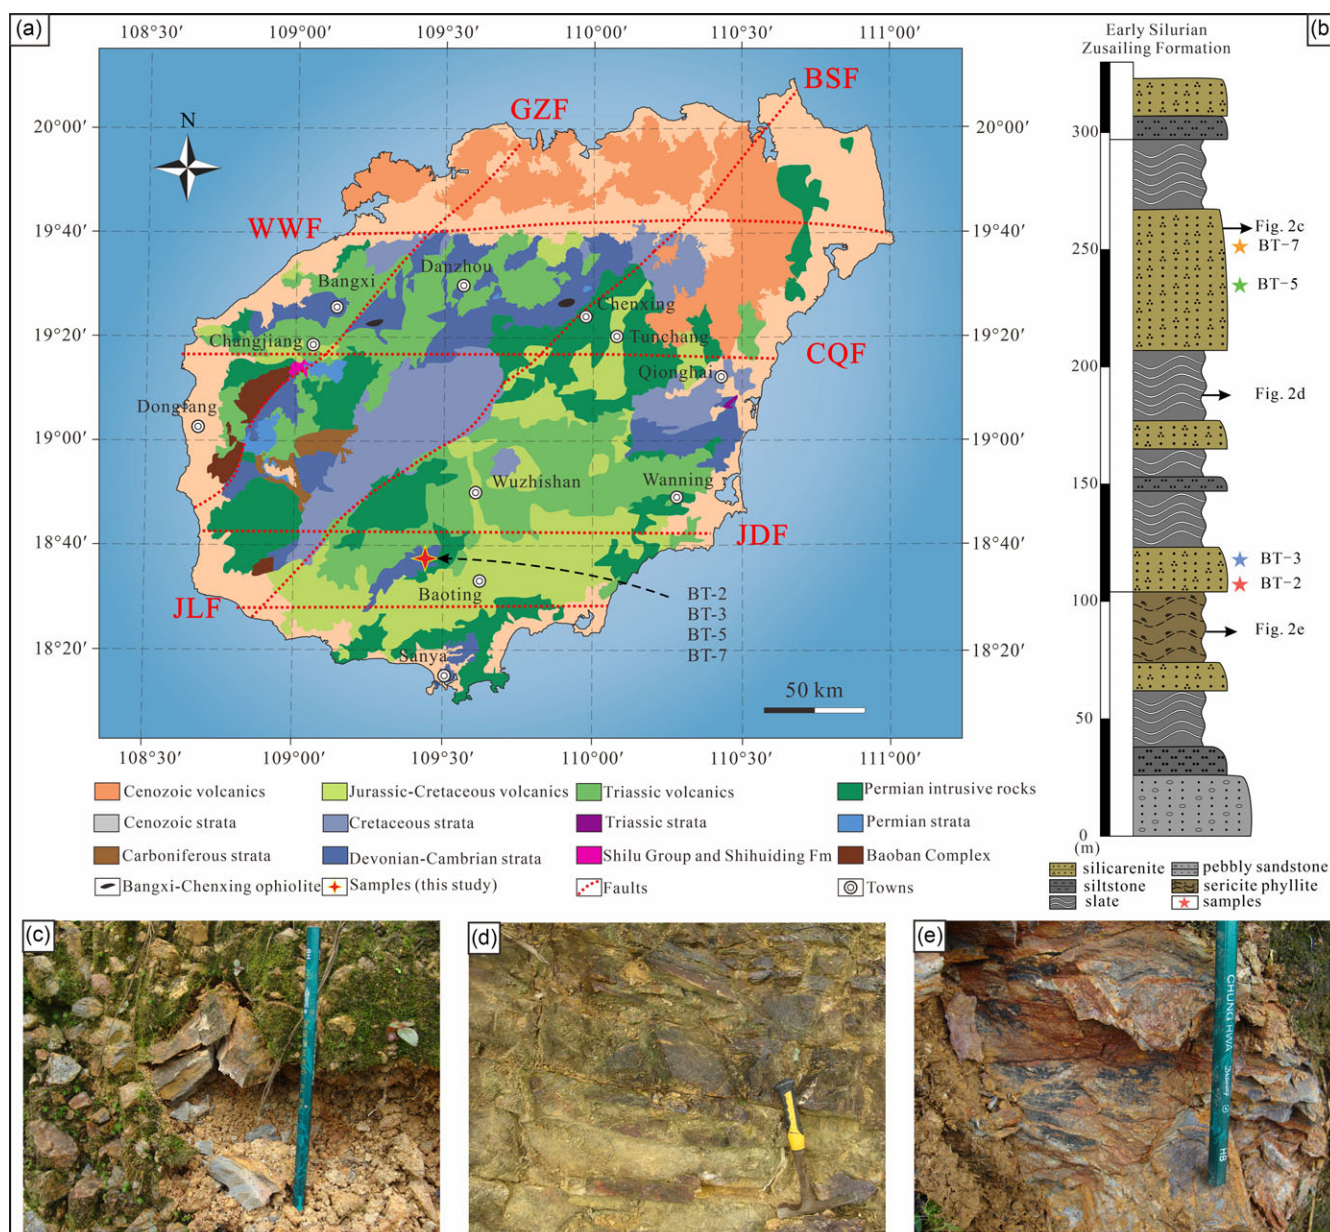 (a)
108°30′ 109°00′ 109°30′ 110°00′ 110°30′ 111°00′
N
GZF
BSF
20°00′
20°00′
WWF
19°40′
19°40′
Danzhou
Bangxi
Chenxing
19°20′
Changjiang
Tunchang
19°20′
CQF
Qionghai
Dongfang
19°00′
19°00′
Wuzhishan
Wanning
18°40′
JDF
18°40′
Baoting
JLF
BT-2
BT-3
BT-5
BT-7
18°20′
Sanya
18°20′
50 km
108°30′ 109°00′ 109°30′ 110°00′ 110°30′ 111°00′
Cenozoic volcanics Jurassic-Cretaceous volcanics Triassic volcanics Permian intrusive rocks
Cenozoic strata Cretaceous strata Triassic strata Permian strata
Carboniferous strata Devonian-Cambrian strata Shilu Group and Shihuiding Fm Baoban Complex
Bangxi-Chenxing ophiolite Samples (this study) Faults Towns
(b)
Early Silurian
Zusailing Formation
300
Fig. 2c
250
BT-7
BT-5
200
Fig. 2d
150
BT-3
BT-2
100
Fig. 2e
50
0
(m)
silicarenite pebbly sandstone
siltstone sericite phyllite
slate samples
(c)
HB
(d)
(e)
CHUNG HWA
Drawing
HB